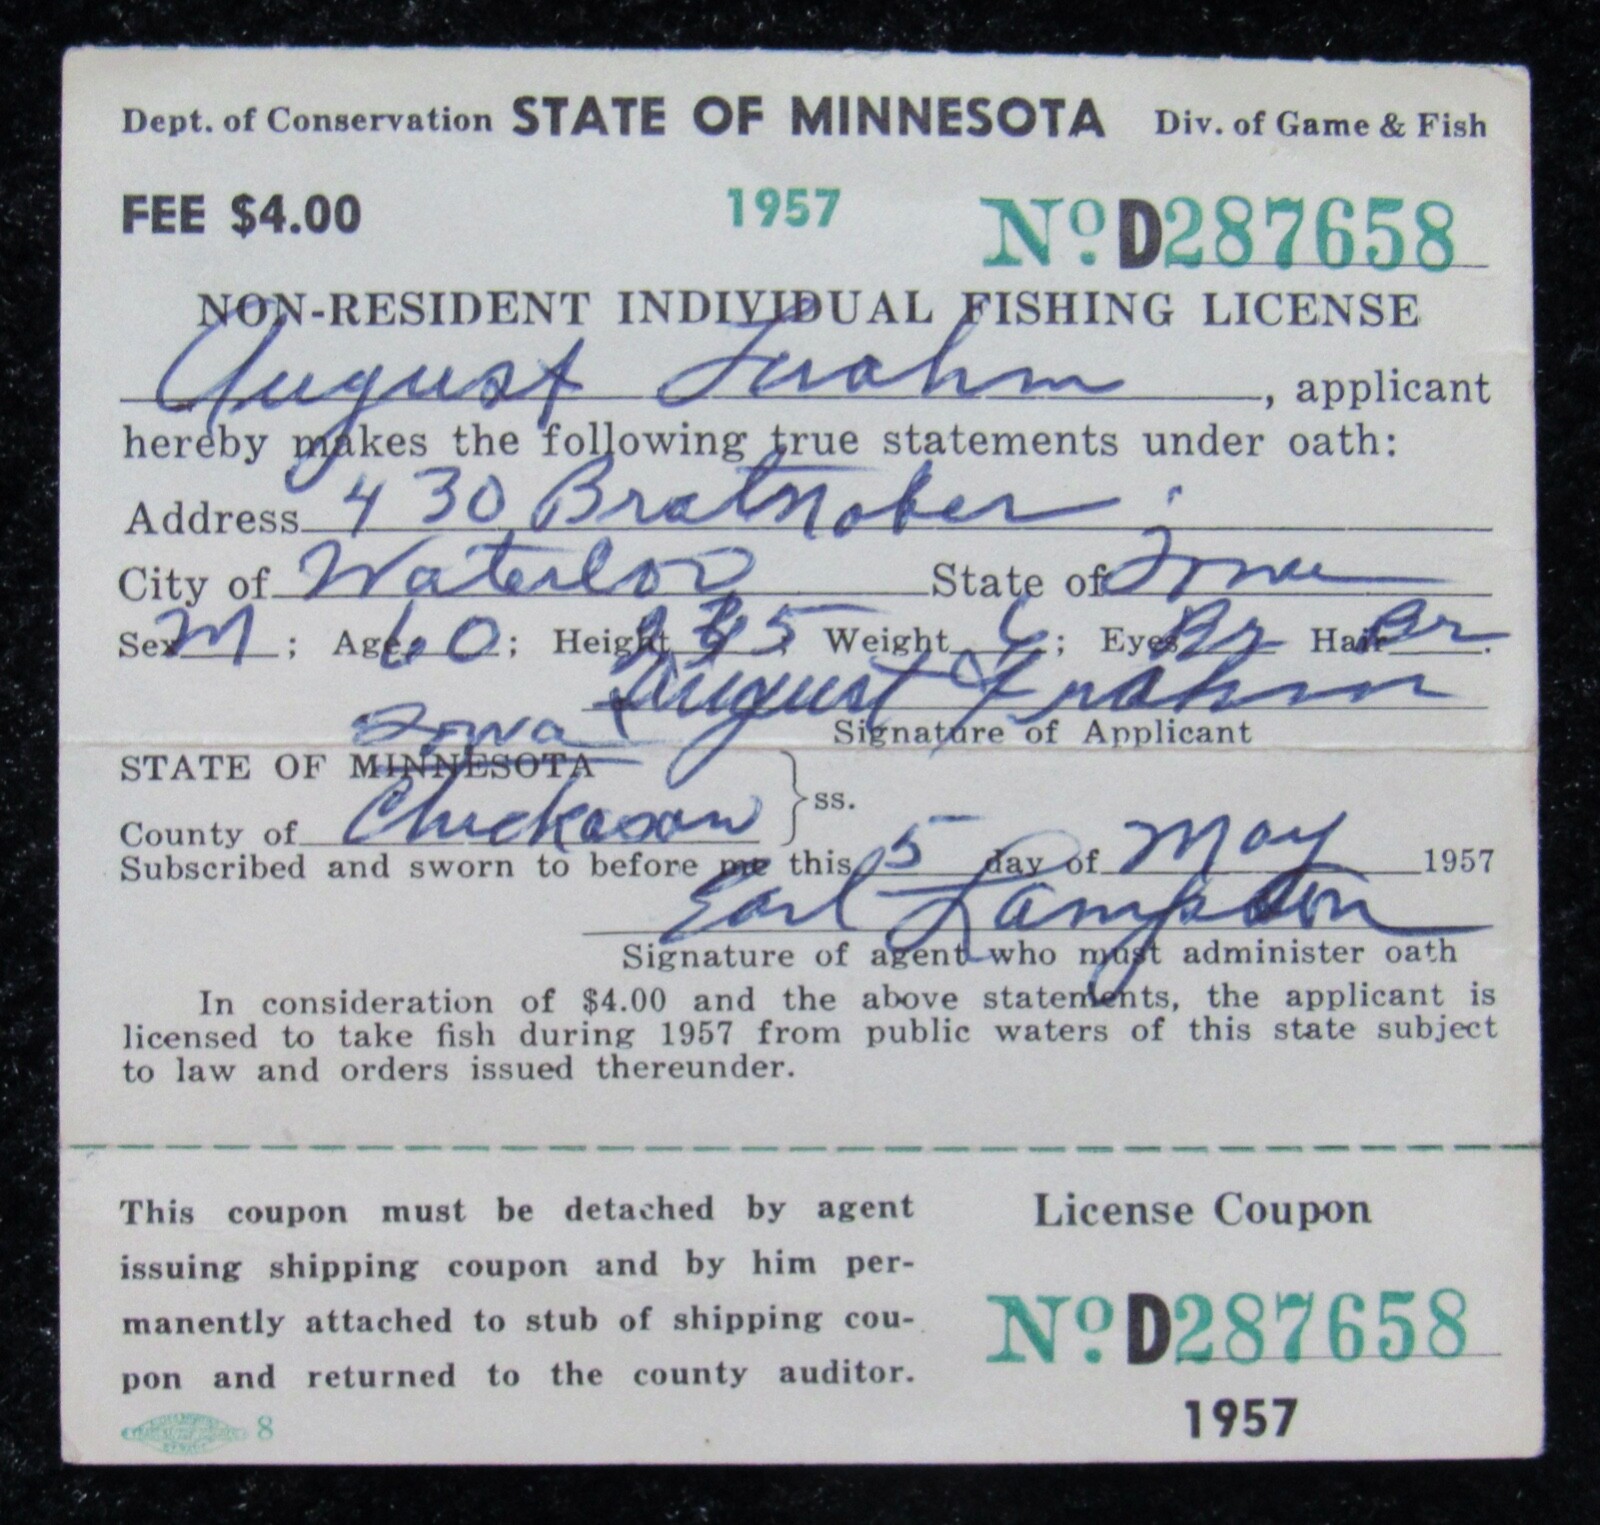 Dept. of Conservation STATE OF MINNESOTA Div. of Game & Fish
FEE $4.00 1957 No. D287658
NON-RESIDENT INDIVIDUAL FISHING LICENSE
August Frahm, applicant
hereby makes the following true statements under oath:
Address 430 Bratnober
City of Waterloo State of Iowa
Sex M; Age 60; Height 235 Weight 6; Eyes Br Hair Br.
August Frahm
Signature of Applicant
Iowa
STATE OF MINNESOTA
County of Chickasaw } ss.
Subscribed and sworn to before me this 5 day of May 1957
Earl Lampson
Signature of agent who must administer oath
In consideration of $4.00 and the above statements, the applicant is
licensed to take fish during 1957 from public waters of this state subject
to law and orders issued thereunder.
This coupon must be detached by agent
issuing shipping coupon and by him per-
manently attached to stub of shipping cou-
pon and returned to the county auditor.
8
License Coupon
No. D287658
1957